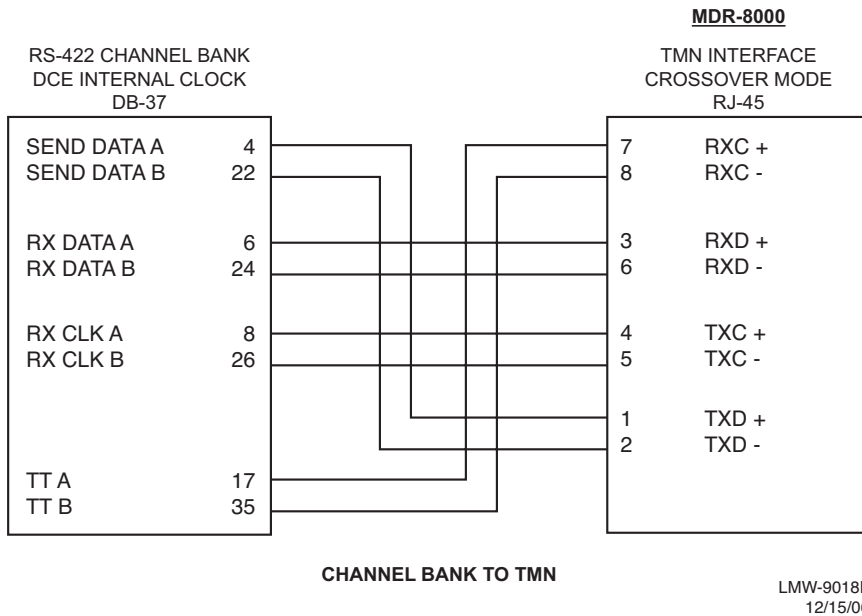 MDR-8000
RS-422 CHANNEL BANK
DCE INTERNAL CLOCK
DB-37
TMN INTERFACE
CROSSOVER MODE
RJ-45
SEND DATA A 4
SEND DATA B 22
RX DATA A 6
RX DATA B 24
RX CLK A 8
RX CLK B 26
TT A 17
TT B 35
7 RXC +
8 RXC -
3 RXD +
6 RXD -
4 TXC +
5 TXC -
1 TXD +
2 TXD -
CHANNEL BANK TO TMN